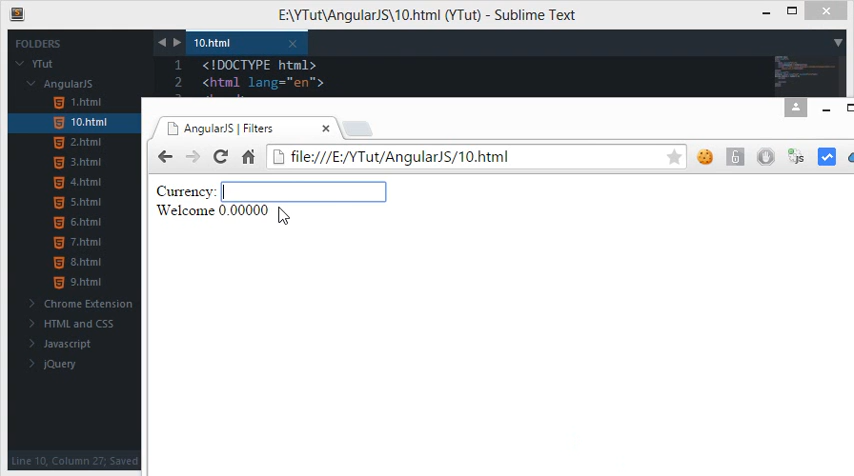 E:\YTut\AngularJS\10.html (YTut) - Sublime Text
FOLDERS
YTut
AngularJS
1.html
10.html
2.html
3.html
4.html
5.html
6.html
7.html
8.html
9.html
Chrome Extension
HTML and CSS
Javascript
jQuery
Line 10, Column 27; Saved
10.html
1 <!DOCTYPE html>
2 <html lang="en">
AngularJS | Filters
file:///E:/YTut/AngularJS/10.html
js
Currency:
Welcome 0.00000